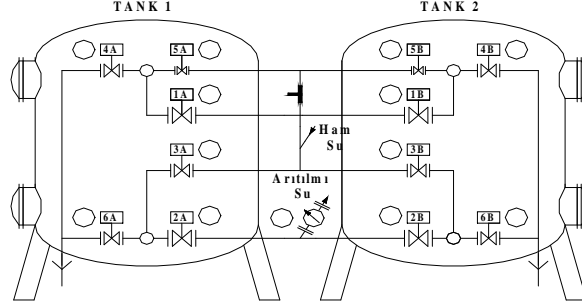 TANK 1 TANK 2
4A 5A 5B 4B
1A 1B
Ham
Su
3A 3B
Arıtılmı
Su
6A 2A 2B 6B